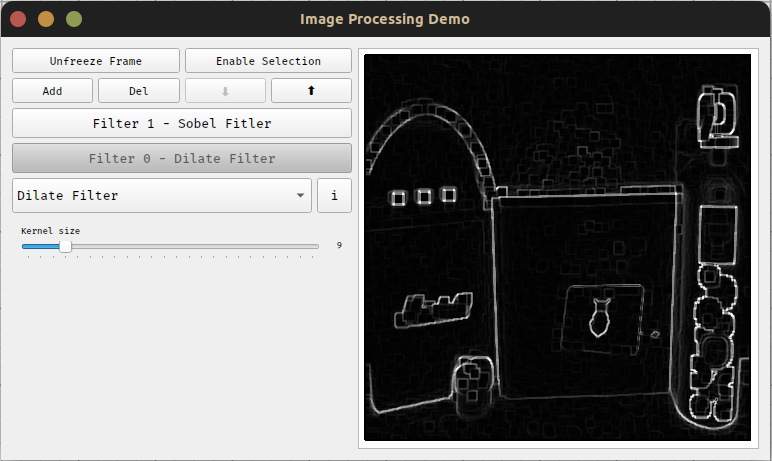 Image Processing Demo
Unfreeze Frame
Enable Selection
Add
Del
⬇
⬆
Filter 1 - Sobel Fitler
Filter 0 - Dilate Filter
Dilate Filter
i
Kernel size
9